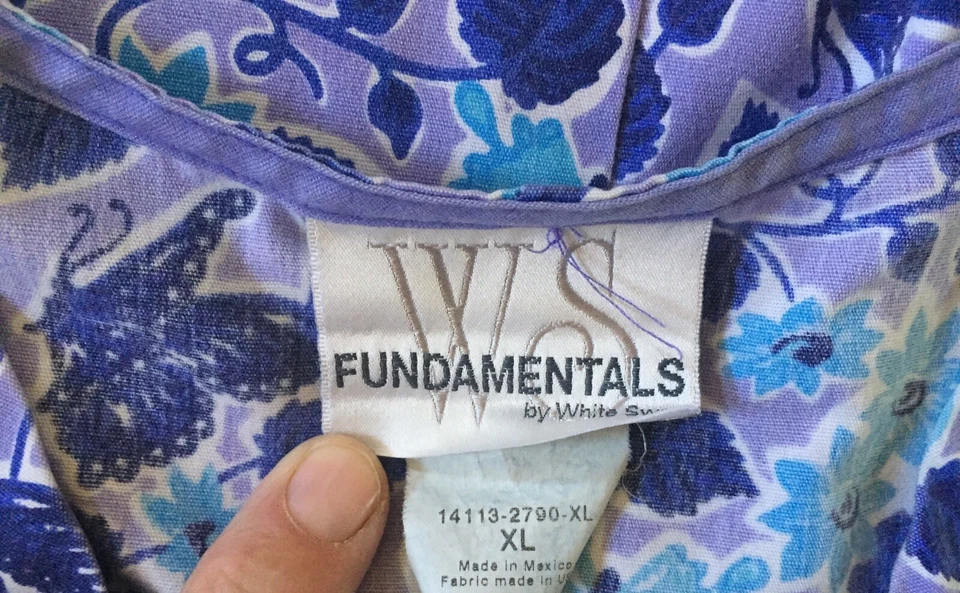 WS
FUNDAMENTALS
by White
14113-2790-XL
XL
Made in Mexico
Fabric made in